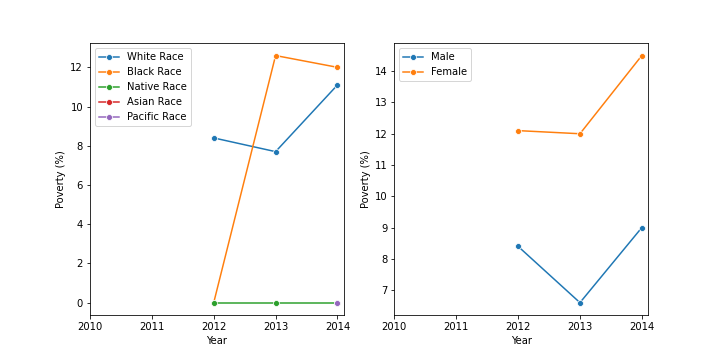 White Race
Black Race
Native Race
Asian Race
Pacific Race
12
10
8
6
4
2
0
Poverty (%)
2010 2011 2012 2013 2014
Year
Male
Female
14
13
12
11
10
9
8
7
Poverty (%)
2010 2011 2012 2013 2014
Year